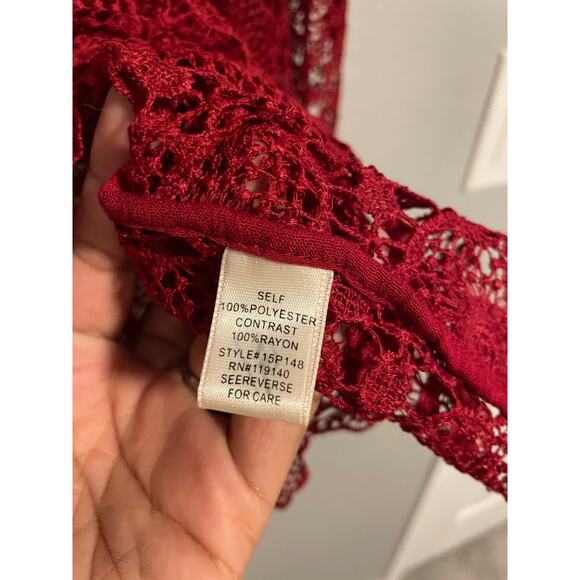 SELF
100%POLYESTER
CONTRAST
100%RAYON
STYLE# 15P148
RN#119140
SEEREVERSE
FOR CARE